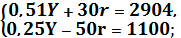 {0,51Y + 30r = 2904,
0,25Y − 50r = 1100;